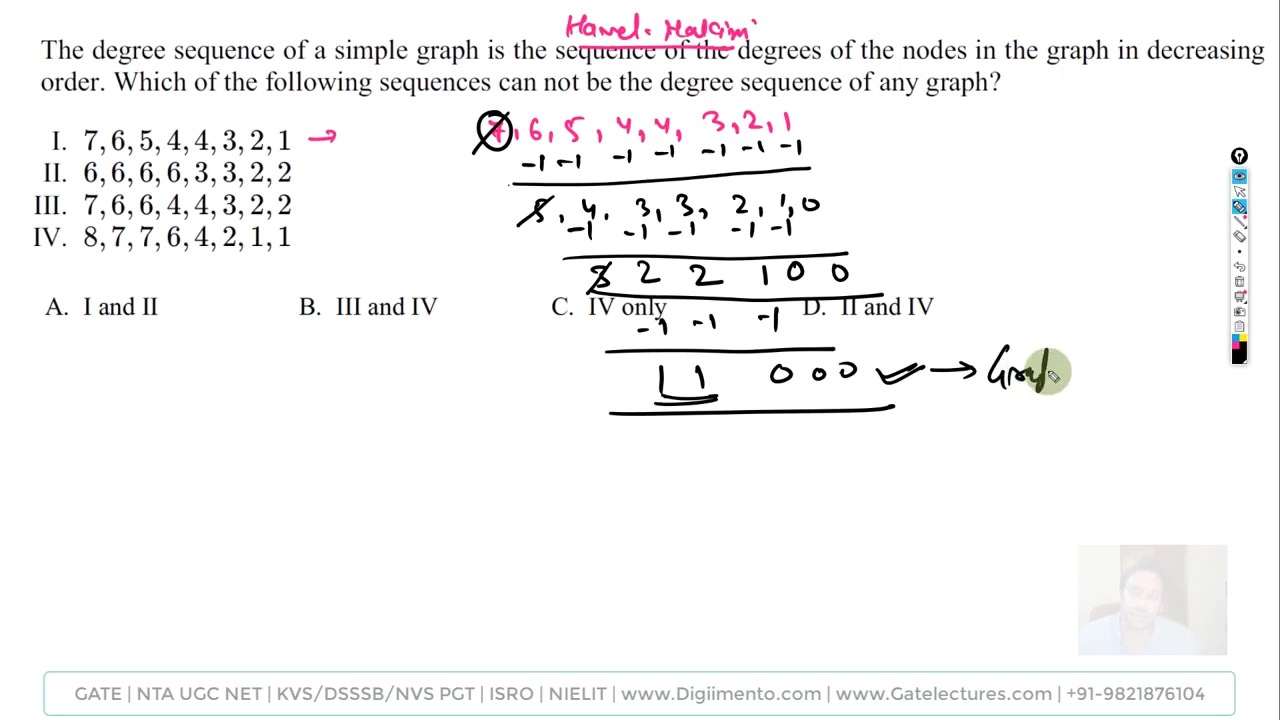 Havel. Hakimi
The degree sequence of a simple graph is the sequence of the degrees of the nodes in the graph in decreasing
order. Which of the following sequences can not be the degree sequence of any graph?
I. 7, 6, 5, 4, 4, 3, 2, 1 →
II. 6, 6, 6, 6, 3, 3, 2, 2
III. 7, 6, 6, 4, 4, 3, 2, 2
IV. 8, 7, 7, 6, 4, 2, 1, 1
7, 6, 5, 4, 4, 3, 2, 1
-1 -1 -1 -1 -1 -1 -1
5, 4, 3, 3, 2, 1, 0
-1 -1 -1 -1 -1
3 2 2 1 0 0
A. I and II B. III and IV C. IV only D. II and IV
-1 -1 -1
1 1 0 0 0 ✓ → Grap
GATE | NTA UGC NET | KVS/DSSSB/NVS PGT | ISRO | NIELIT | www.Digiimento.com | www.Gatelectures.com | +91-9821876104